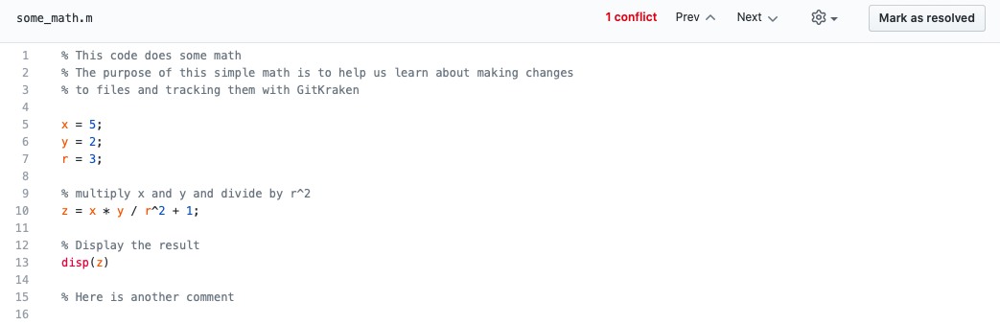 some_math.m 1 conflict Prev Next Mark as resolved
1 % This code does some math
2 % The purpose of this simple math is to help us learn about making changes
3 % to files and tracking them with GitKraken
4
5 x = 5;
6 y = 2;
7 r = 3;
8
9 % multiply x and y and divide by r^2
10 z = x * y / r^2 + 1;
11
12 % Display the result
13 disp(z)
14
15 % Here is another comment
16